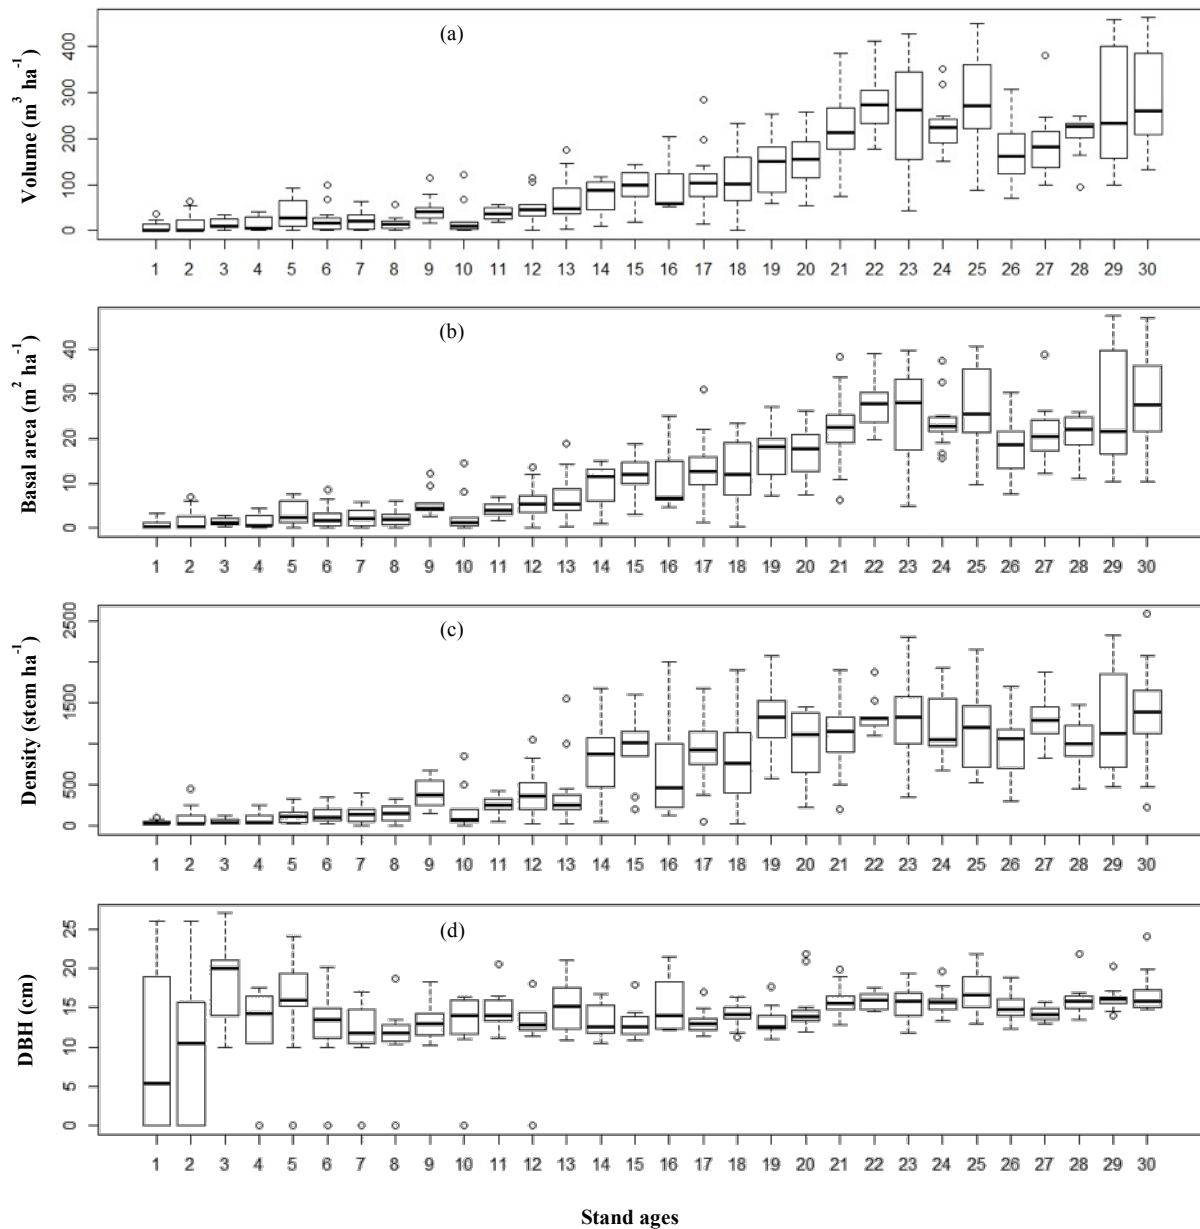 (a)
Volume (m³ ha⁻¹)
400
300
200
100
0
1 2 3 4 5 6 7 8 9 10 11 12 13 14 15 16 17 18 19 20 21 22 23 24 25 26 27 28 29 30
(b)
Basal area (m² ha⁻¹)
40
30
20
10
0
1 2 3 4 5 6 7 8 9 10 11 12 13 14 15 16 17 18 19 20 21 22 23 24 25 26 27 28 29 30
(c)
Density (stem ha⁻¹)
2500
1500
500
0
1 2 3 4 5 6 7 8 9 10 11 12 13 14 15 16 17 18 19 20 21 22 23 24 25 26 27 28 29 30
(d)
DBH (cm)
25
20
15
10
5
0
1 2 3 4 5 6 7 8 9 10 11 12 13 14 15 16 17 18 19 20 21 22 23 24 25 26 27 28 29 30
Stand ages